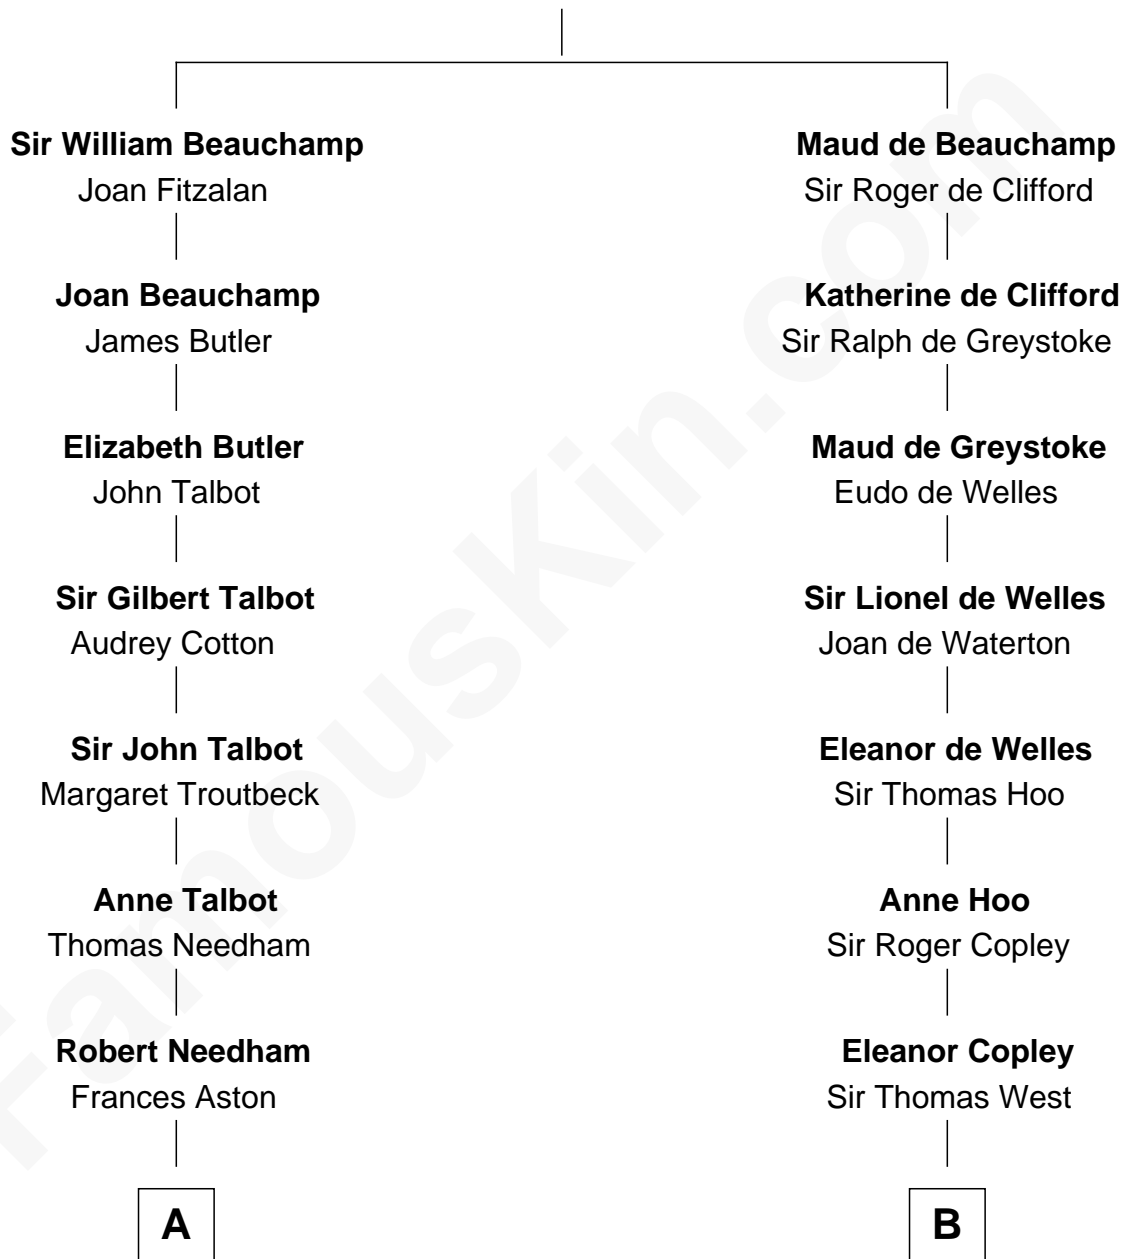 Sir William Beauchamp
Joan Fitzalan
Joan Beauchamp
James Butler
Elizabeth Butler
John Talbot
Sir Gilbert Talbot
Audrey Cotton
Sir John Talbot
Margaret Troutbeck
Anne Talbot
Thomas Needham
Robert Needham
Frances Aston
A
Maud de Beauchamp
Sir Roger de Clifford
Katherine de Clifford
Sir Ralph de Greystoke
Maud de Greystoke
Eudo de Welles
Sir Lionel de Welles
Joan de Waterton
Eleanor de Welles
Sir Thomas Hoo
Anne Hoo
Sir Roger Copley
Eleanor Copley
Sir Thomas West
B
FamousKin.com